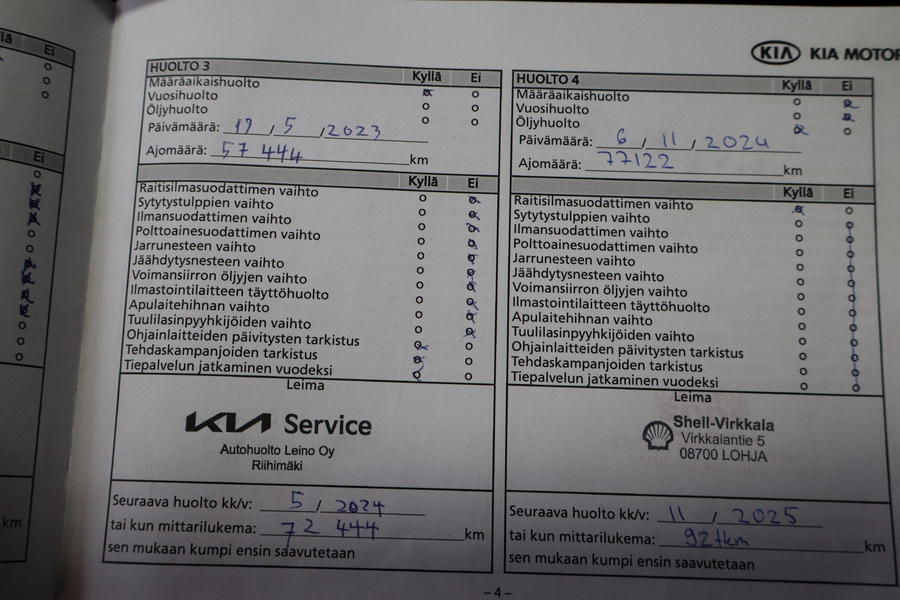 lä Ei
Ei
km
KIA KIA MOTOR
HUOLTO 3 Kyllä Ei
Määräaikaishuolto
Vuosihuolto
Öljyhuolto
Päivämäärä: / 5 / 2023
Ajomäärä: 57 444 km
Kyllä Ei
Raitisilmasuodattimen vaihto
Sytytystulppien vaihto
Ilmansuodattimen vaihto
Polttoainesuodattimen vaihto
Jarrunesteen vaihto
Jäähdytysnesteen vaihto
Voimansiirron öljyjen vaihto
Ilmastointilaitteen täyttöhuolto
Apulaitehihnan vaihto
Tuulilasinpyyhkijöiden vaihto
Ohjainlaitteiden päivitysten tarkistus
Tehdaskampanjoiden tarkistus
Tiepalvelun jatkaminen vuodeksi
Leima
KIA Service
Autohuolto Leino Oy
Riihimäki
Seuraava huolto kk/v: 5 / 2024
tai kun mittarilukema: 72 444 km
sen mukaan kumpi ensin saavutetaan
HUOLTO 4 Kyllä Ei
Määräaikaishuolto
Vuosihuolto
Öljyhuolto
Päivämäärä: 6 / 11 / 2024
Ajomäärä: 77122 km
Kyllä Ei
Raitisilmasuodattimen vaihto
Sytytystulppien vaihto
Ilmansuodattimen vaihto
Polttoainesuodattimen vaihto
Jarrunesteen vaihto
Jäähdytysnesteen vaihto
Voimansiirron öljyjen vaihto
Ilmastointilaitteen täyttöhuolto
Apulaitehihnan vaihto
Tuulilasinpyyhkijöiden vaihto
Ohjainlaitteiden päivitysten tarkistus
Tehdaskampanjoiden tarkistus
Tiepalvelun jatkaminen vuodeksi
Leima
Shell-Virkkala
Virkkalantie 5
08700 LOHJA
Seuraava huolto kk/v: 11 / 2025
tai kun mittarilukema: 92tkm km
sen mukaan kumpi ensin saavutetaan
– 4 –